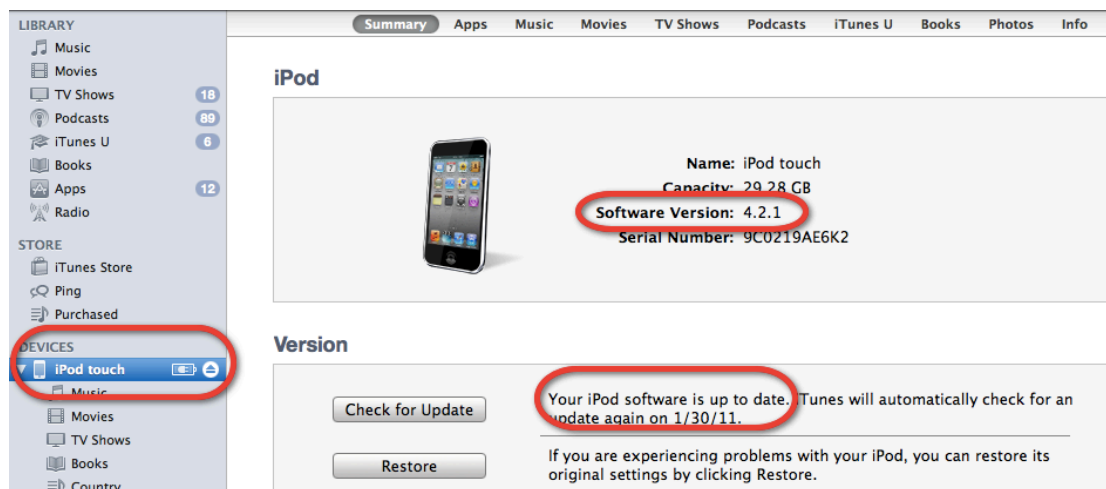 LIBRARY
Music
Movies
TV Shows 18
Podcasts 89
iTunes U 6
Books
Apps 12
Radio
STORE
iTunes Store
Ping
Purchased
DEVICES
iPod touch
Music
Movies
TV Shows
Books
Country
Summary Apps Music Movies TV Shows Podcasts iTunes U Books Photos Info
iPod
Name: iPod touch
Capacity: 29.28 GB
Software Version: 4.2.1
Serial Number: 9C0219AE6K2
Version
Check for Update
Your iPod software is up to date. iTunes will automatically check for an
update again on 1/30/11.
Restore
If you are experiencing problems with your iPod, you can restore its
original settings by clicking Restore.